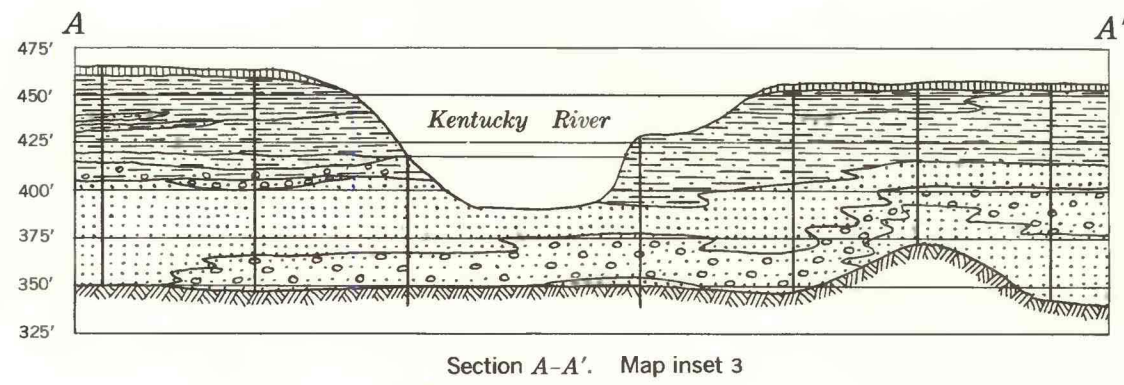 A A'
475'
450'
Kentucky River
425'
400'
375'
350'
325'
Section A–A'. Map inset 3